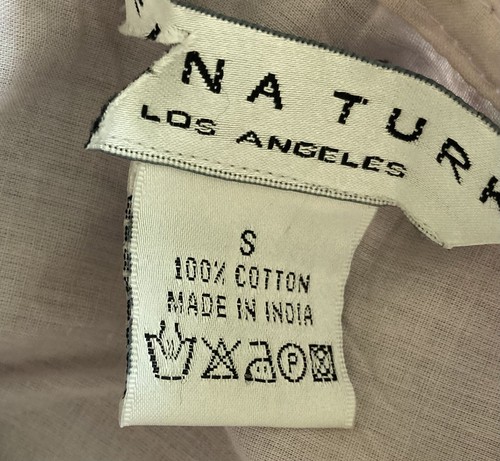 NA TURK
LOS ANGELES
S
100% COTTON
MADE IN INDIA
P